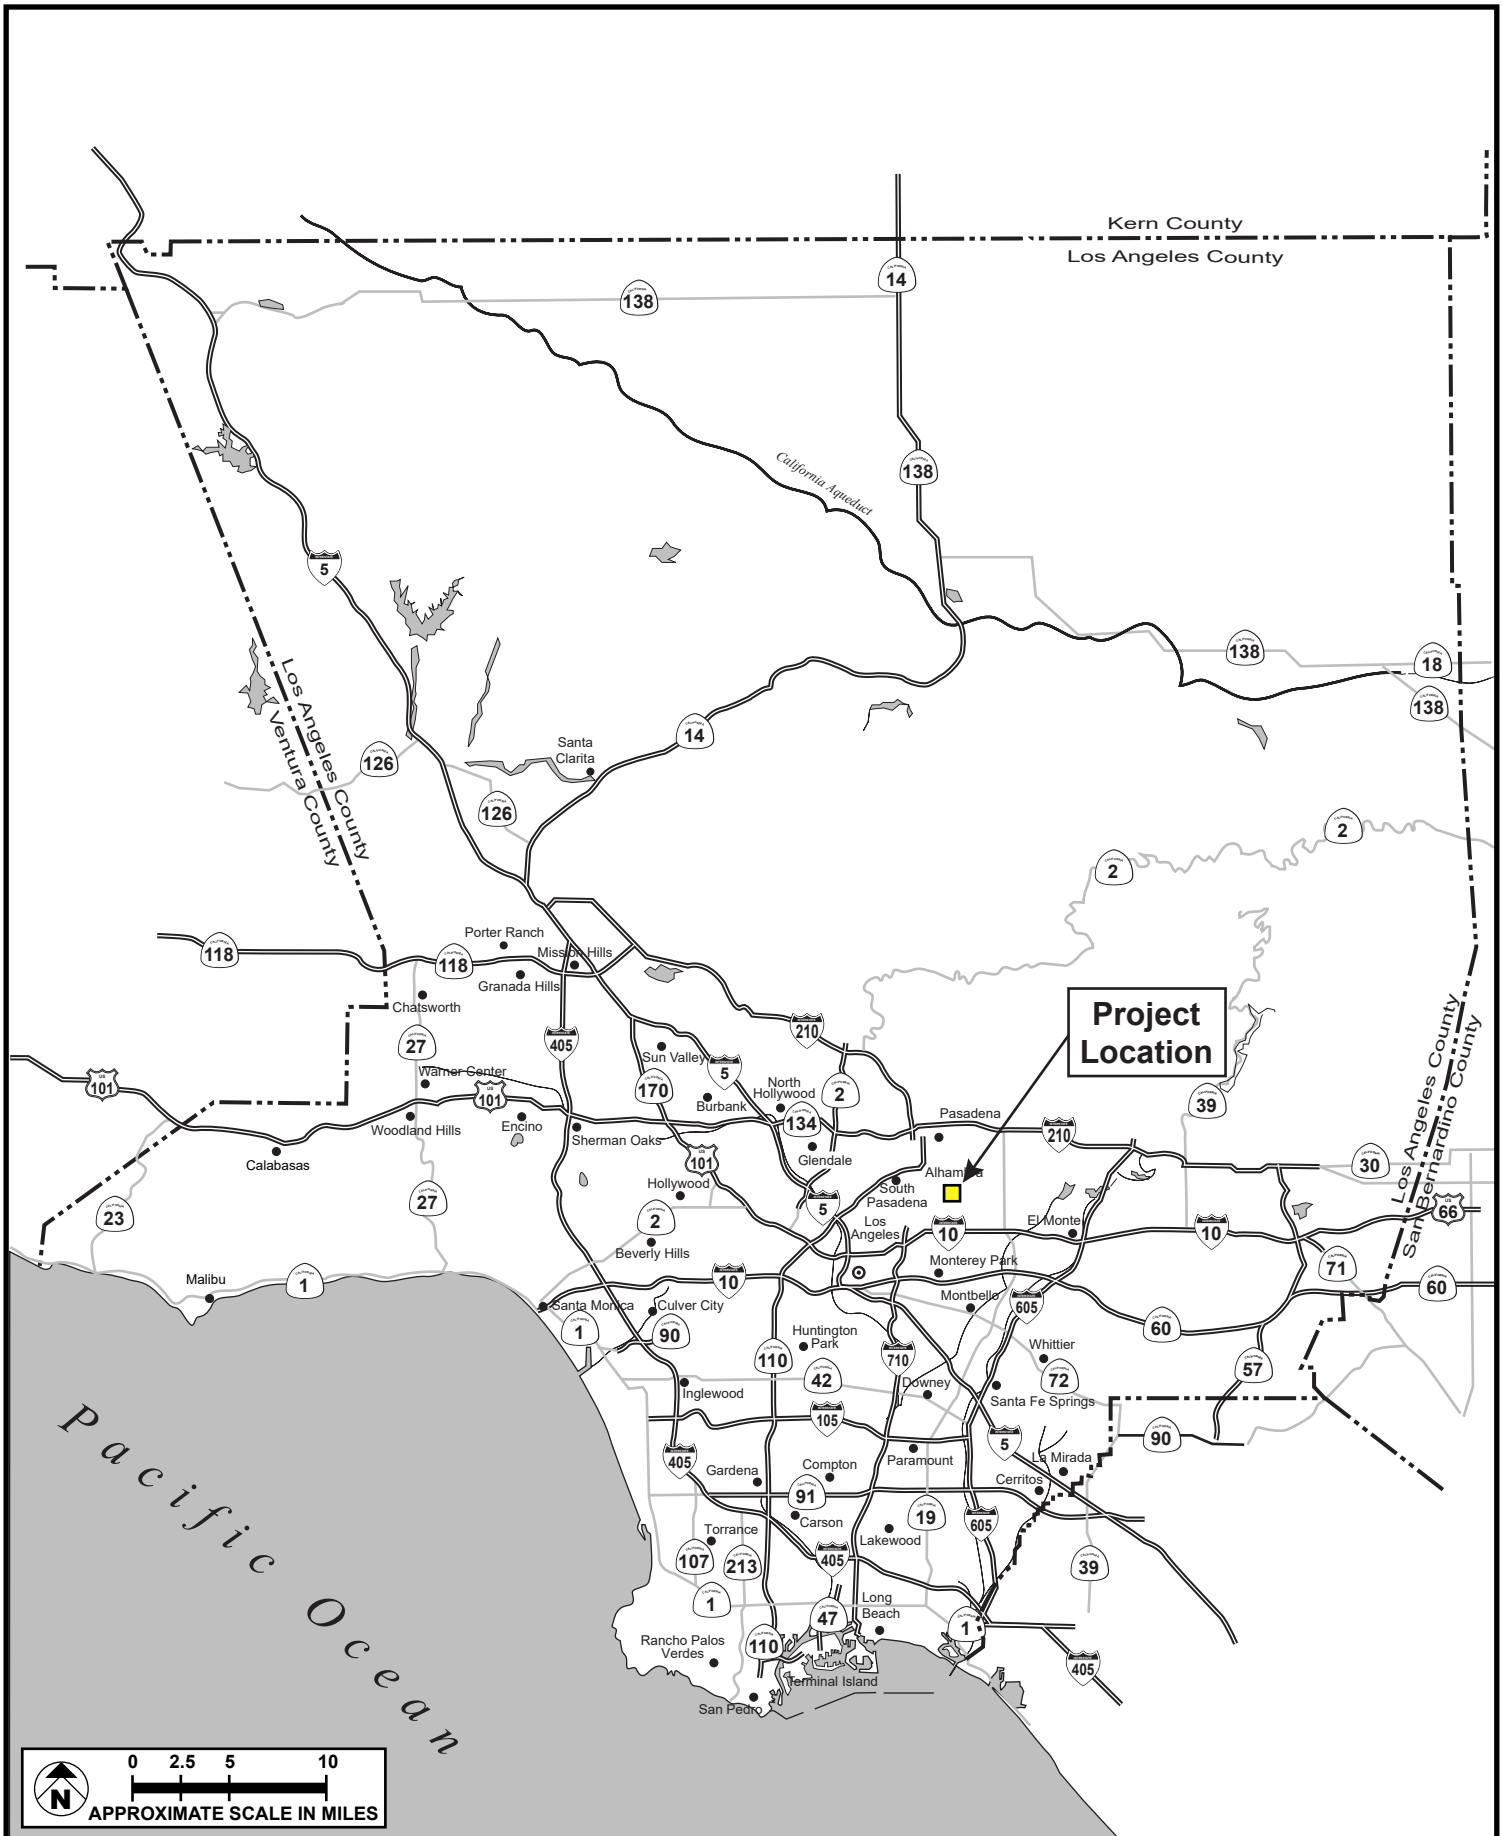 Kern County
Los Angeles County
14
138
138
California Aqueduct
5
138
18
138
Los Angeles County
Ventura County
14
Santa
Clarita
126
126
2
2
Porter Ranch
Mission Hills
118
118
Granada Hills
Chatsworth
Project
Location
210
27
405
Sun Valley
5
Warner Center
101
101
170
North
Hollywood
2
Burbank
39
Los Angeles County
San Bernardino County
134
Pasadena
Woodland Hills
Encino
Sherman Oaks
210
Calabasas
101
Glendale
30
Alhambra
Hollywood
South
Pasadena
27
23
5
66
2
Los
Angeles
10
El Monte
10
Beverly Hills
Monterey Park
71
Malibu
1
10
60
Montbello
605
Santa Monica
Culver City
1
90
60
Huntington
Park
110
710
Whittier
57
42
72
Downey
Inglewood
Santa Fe Springs
105
5
90
405
Paramount
La Mirada
Gardena
Compton
Cerritos
91
Carson
19
605
Torrance
Lakewood
107
213
405
39
1
47
Long
Beach
1
Rancho Palos
Verdes
110
405
Terminal Island
San Pedro
Pacific Ocean
0 2.5 5 10
N
APPROXIMATE SCALE IN MILES